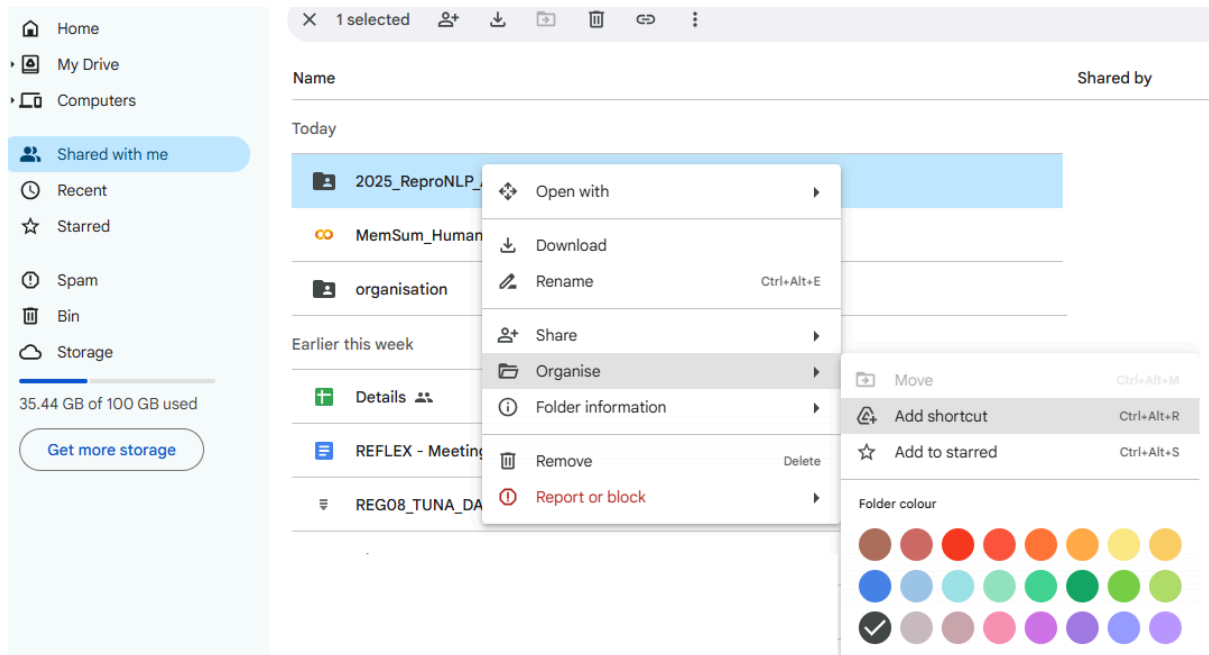 Home
My Drive
Computers
Shared with me
Recent
Starred
Spam
Bin
Storage
35.44 GB of 100 GB used
Get more storage
1 selected
Name Shared by
Today
2025_ReproNLP_
MemSum_Human
organisation
Earlier this week
Details
REFLEX - Meeting
REG08_TUNA_DA
Open with
Download
Rename Ctrl+Alt+E
Share
Organise
Folder information
Remove Delete
Report or block
Move Ctrl+Alt+M
Add shortcut Ctrl+Alt+R
Add to starred Ctrl+Alt+S
Folder colour